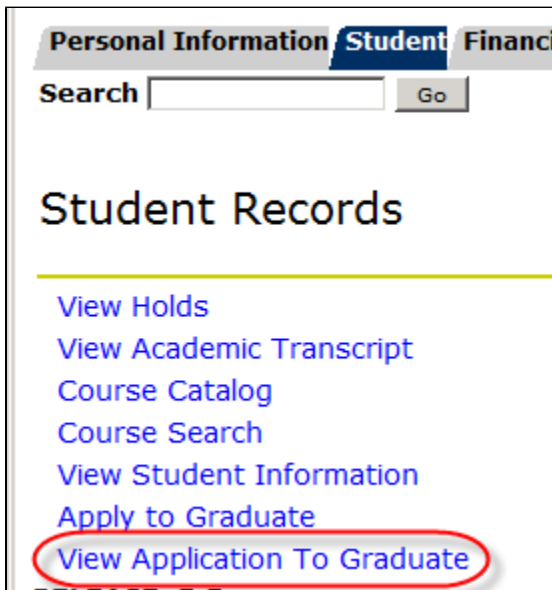 Personal Information Student Financi
Search Go
Student Records
View Holds
View Academic Transcript
Course Catalog
Course Search
View Student Information
Apply to Graduate
View Application To Graduate